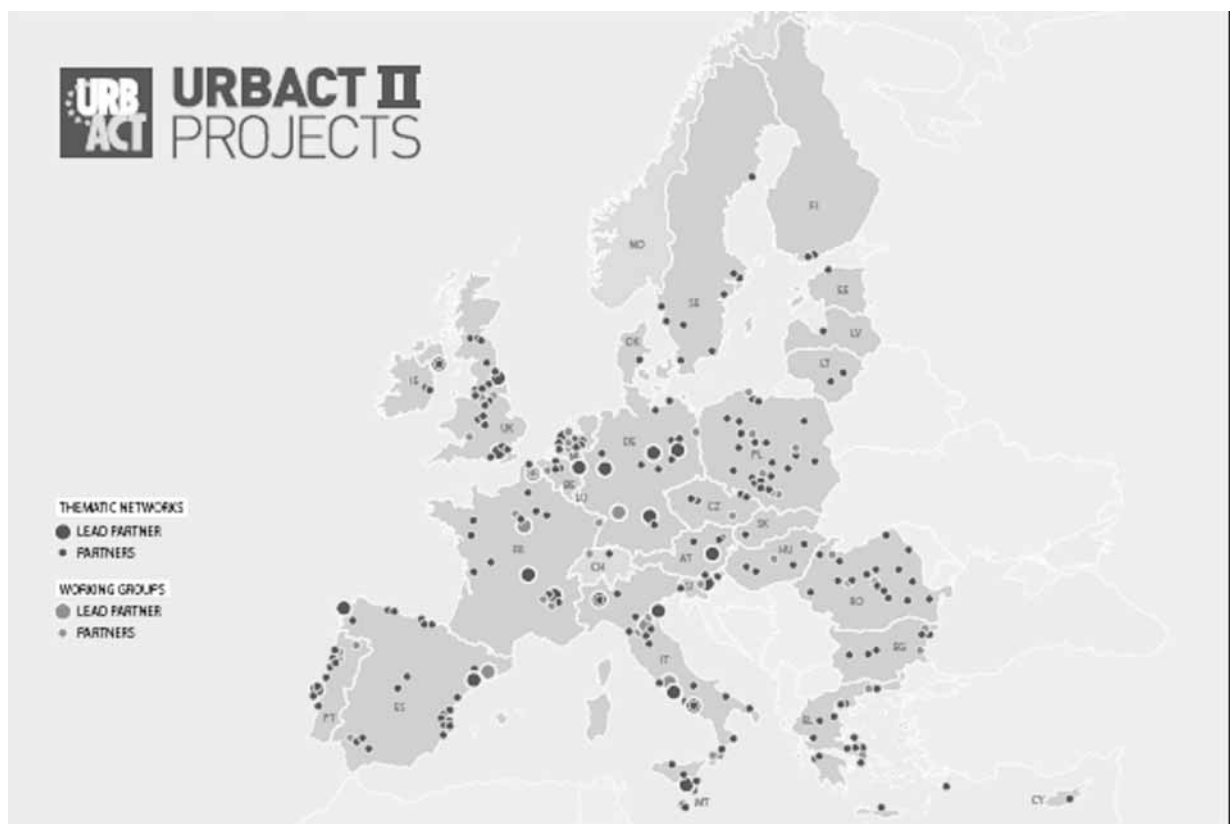 URB
ACT
URBACT II
PROJECTS
FI
NO
SE
EE
LV
DK
LT
IE
UK
DE
PL
BE
LU
CZ
SK
FR
AT
HU
CH
SI
RO
THEMATIC NETWORKS
LEAD PARTNER
PARTNERS
WORKING GROUPS
LEAD PARTNER
PARTNERS
BG
IT
ES
PT
EL
MT
CY